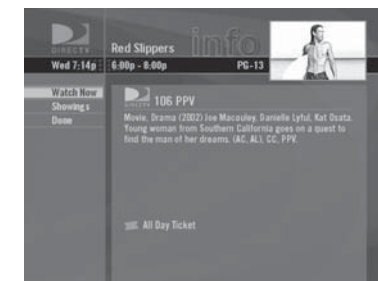 DIRECTV
info
Red Slippers
Wed 7:14p 6:00p - 8:00p PG-13
Watch Now
Showings
Done
DIRECTV 106 PPV
Movie, Drama (2002) Joe Macauley, Danielle Lyful, Kat Osata.
Young woman from Southern California goes on a quest to
find the man of her dreams. (AC, AL), CC, PPV.
All Day Ticket